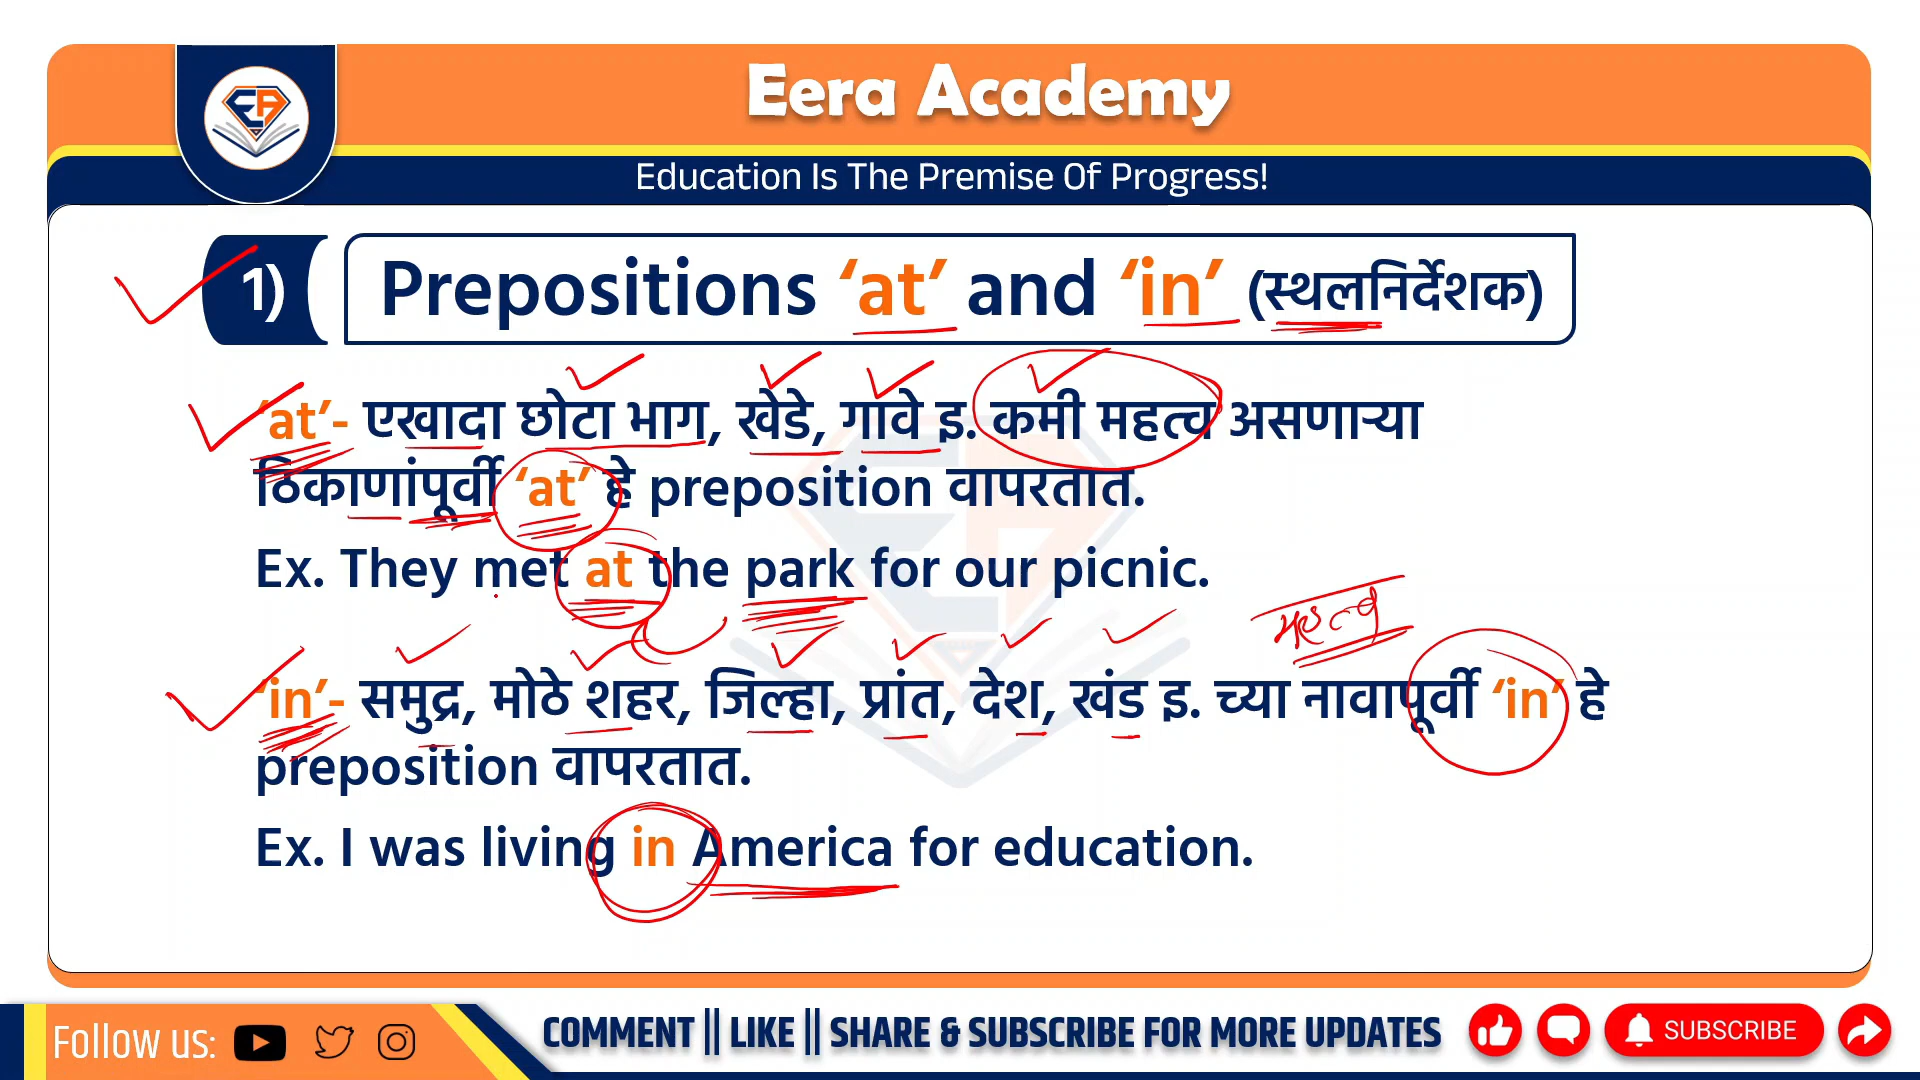 Eera Academy
Education Is The Premise Of Progress!
1) Prepositions ‘at’ and ‘in’ (स्थलनिर्देशक)
‘at’- एखादा छोटा भाग, खेडे, गावे इ. कमी महत्व असणाऱ्या
ठिकाणांपूर्वी ‘at’ हे preposition वापरतात.
Ex. They met at the park for our picnic.
महत्व
‘in’- समुद्र, मोठे शहर, जिल्हा, प्रांत, देश, खंड इ. च्या नावापूर्वी ‘in’ हे
preposition वापरतात.
Ex. I was living in America for education.
Follow us:
COMMENT || LIKE || SHARE & SUBSCRIBE FOR MORE UPDATES
SUBSCRIBE